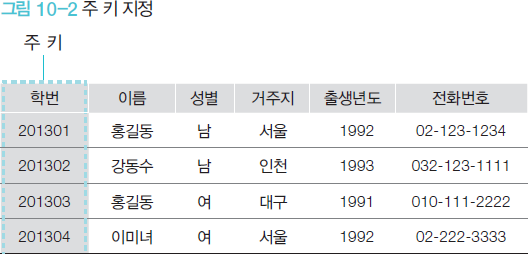 그림 10-2 주 키 지정
주 키
학번 이름 성별 거주지 출생년도 전화번호
201301 홍길동 남 서울 1992 02-123-1234
201302 강동수 남 인천 1993 032-123-1111
201303 홍길동 여 대구 1991 010-111-2222
201304 이미녀 여 서울 1992 02-222-3333